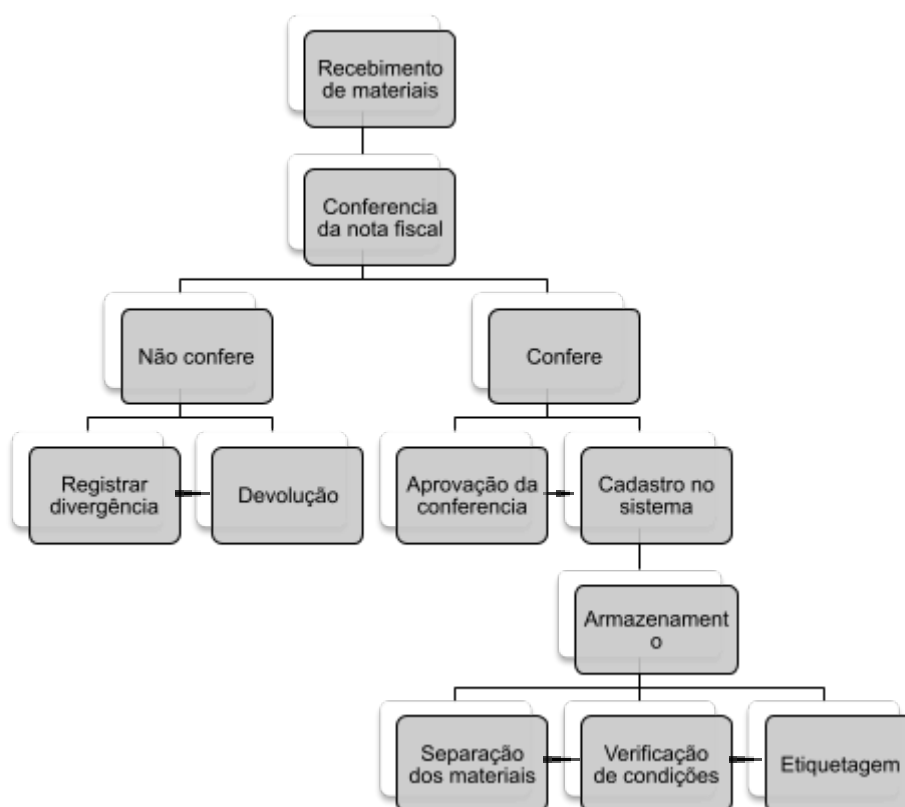 Recebimento
de materiais
Conferencia
da nota fiscal
Não confere
Confere
Registrar
divergência
Devolução
Aprovação da
conferencia
Cadastro no
sistema
Armazenament
o
Separação
dos materiais
Verificação
de condições
Etiquetagem